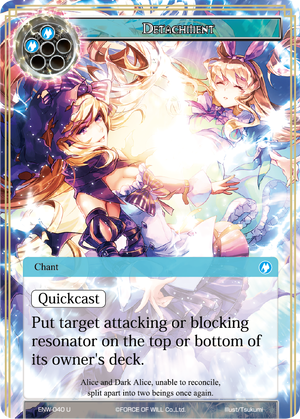 Detachment
Chant
Quickcast
Put target attacking or blocking
resonator on the top or bottom of
its owner's deck.
Alice and Dark Alice, unable to reconcile,
split apart into two beings once again.
ENW-040 U
©FORCE OF WILL Co.,Ltd.
Illust/Tsukumi